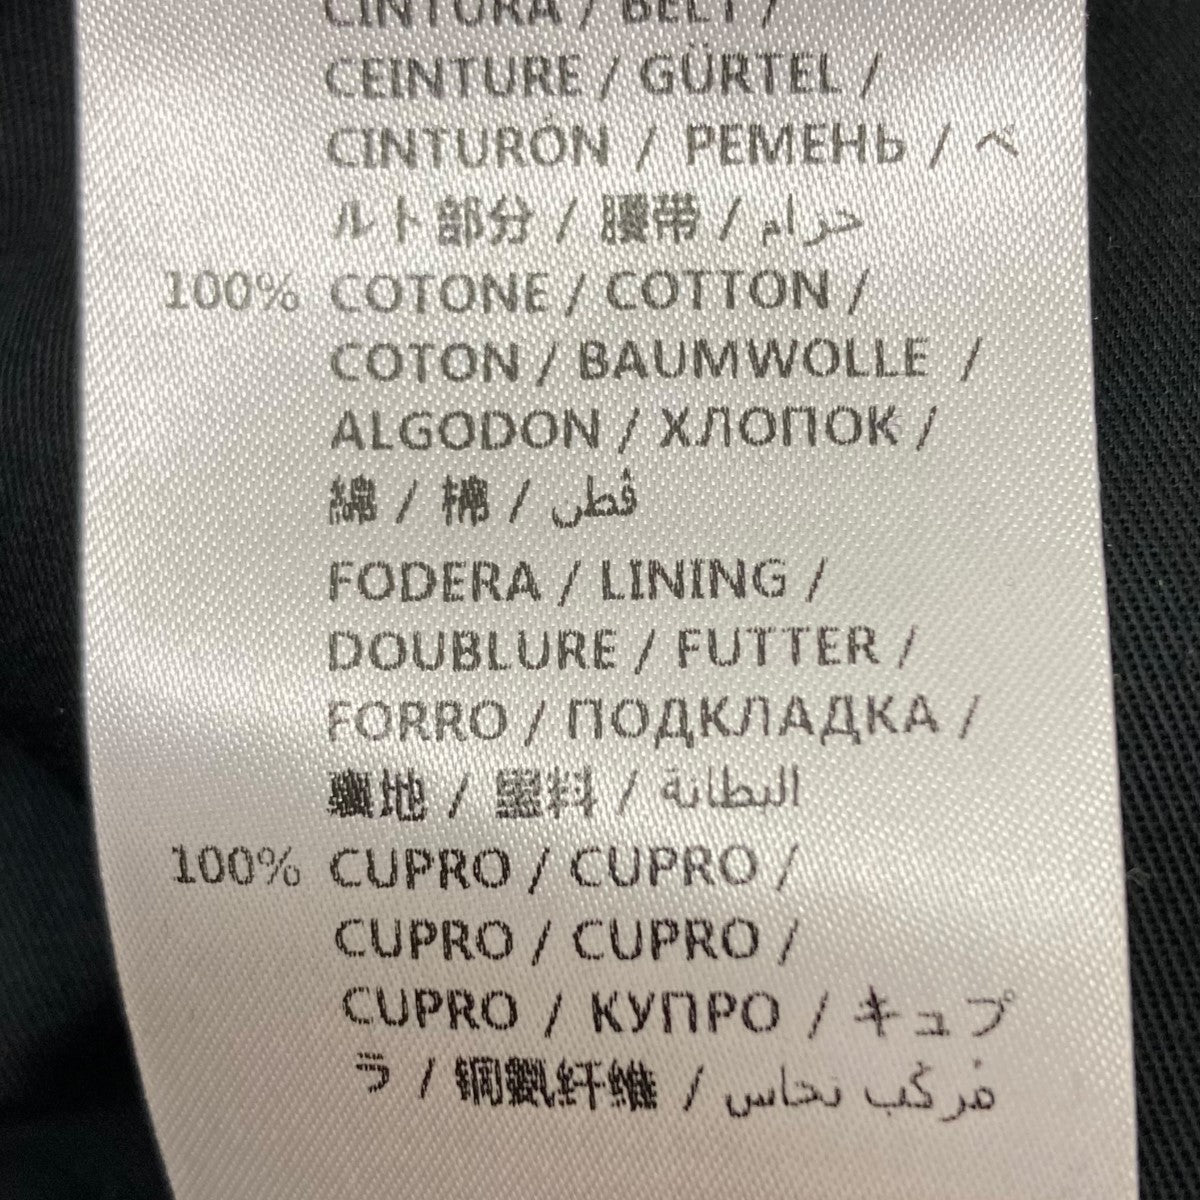 CINTURA / BELT /
CEINTURE / GÜRTEL /
CINTURÓN / РЕМЕНЬ / ベ
ルト部分 / 腰带 / حزام
100% COTONE / COTTON /
COTON / BAUMWOLLE /
ALGODON / ХЛОПОК /
綿 / 棉 / قطن
FODERA / LINING /
DOUBLURE / FUTTER /
FORRO / ПОДКЛАДКА /
裏地 / 里料 / البطانة
100% CUPRO / CUPRO /
CUPRO / CUPRO /
CUPRO / КУПРО / キュプ
ラ / 铜氨纤维 / مركب نحاس